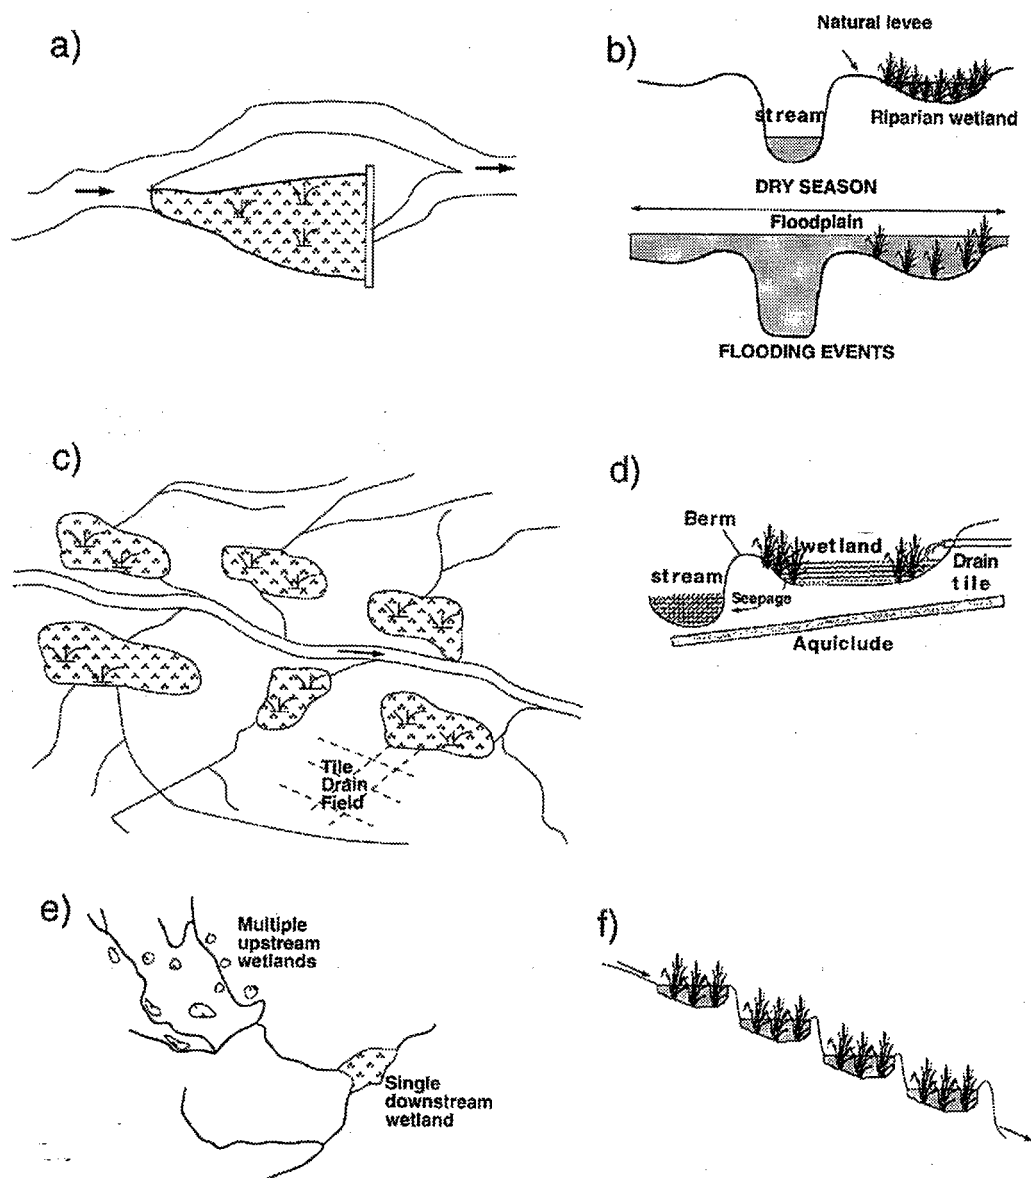 a)
b)
Natural levee
stream
Riparian wetland
DRY SEASON
Floodplain
FLOODING EVENTS
c)
Tile
Drain
Field
d)
Berm
wetland
stream
Seepage
Drain
tile
Aquiclude
e)
Multiple
upstream
wetlands
Single
downstream
wetland
f)